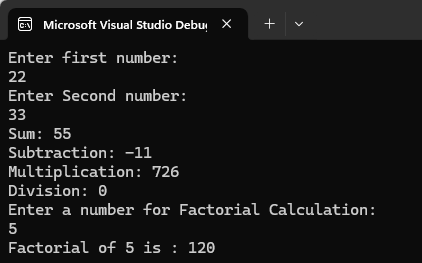 Microsoft Visual Studio Debu
Enter first number:
22
Enter Second number:
33
Sum: 55
Subtraction: -11
Multiplication: 726
Division: 0
Enter a number for Factorial Calculation:
5
Factorial of 5 is : 120